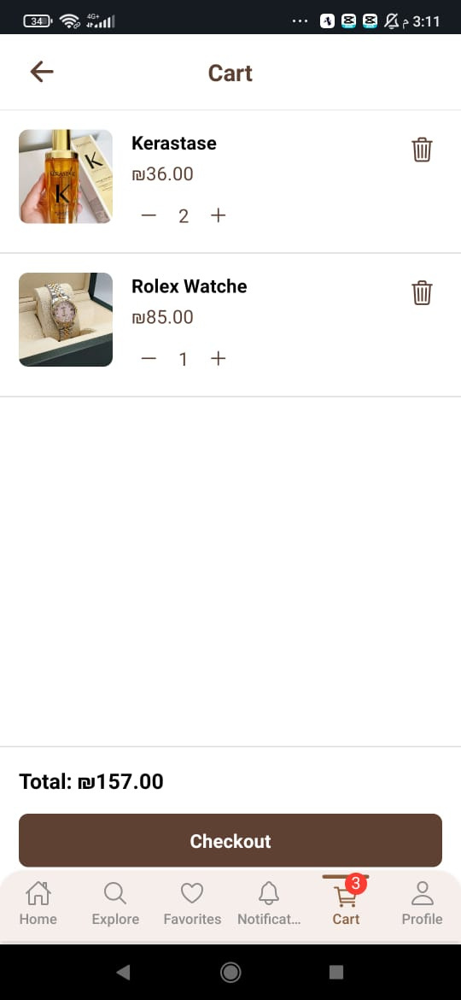 34 4G+ ... م 3:11
Cart
Kerastase
₪36.00
2
KERASTASE
K
K
Rolex Watche
₪85.00
1
Total: ₪157.00
Checkout
3
Home Explore Favorites Notificat... Cart Profile